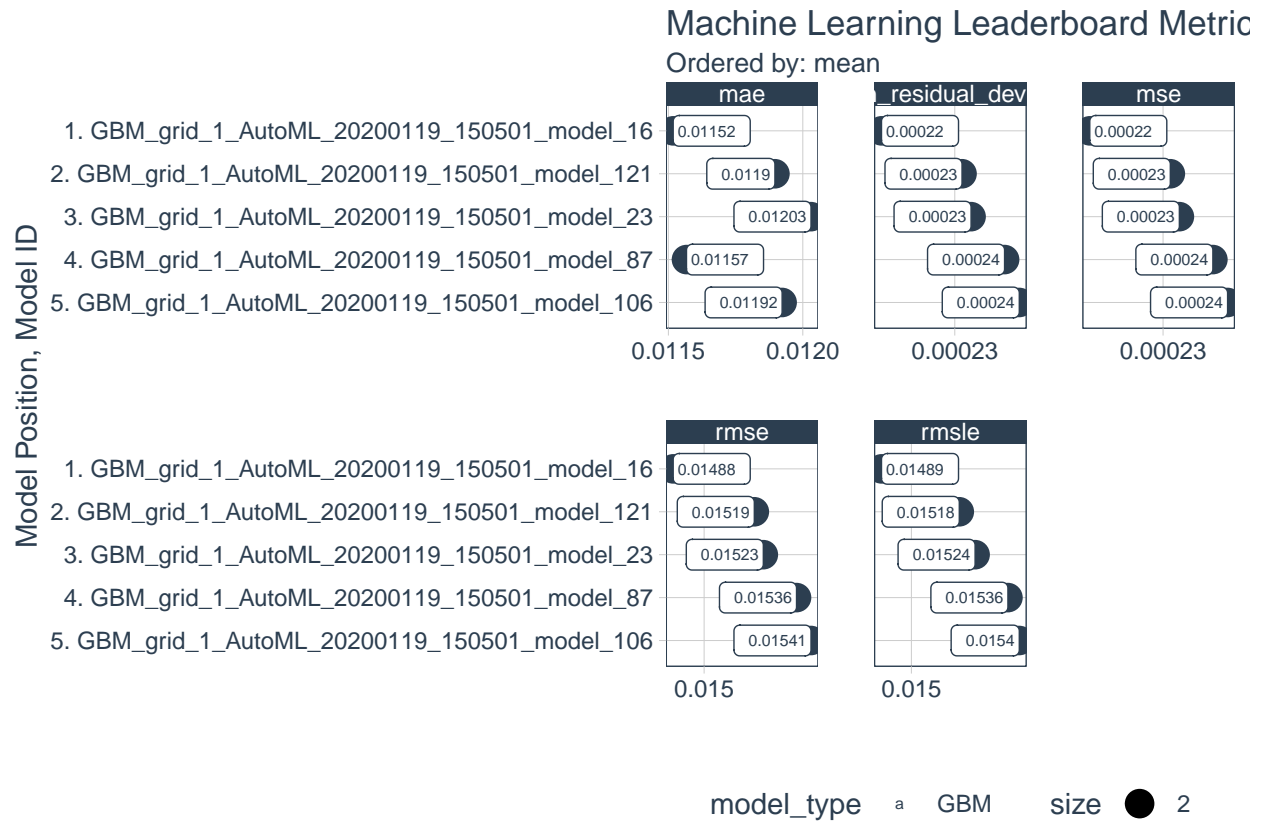 Machine Learning Leaderboard Metric
Ordered by: mean
Model Position, Model ID
mae
_residual_dev
mse
1. GBM_grid_1_AutoML_20200119_150501_model_16
0.01152
0.00022
0.00022
2. GBM_grid_1_AutoML_20200119_150501_model_121
0.0119
0.00023
0.00023
3. GBM_grid_1_AutoML_20200119_150501_model_23
0.01203
0.00023
0.00023
4. GBM_grid_1_AutoML_20200119_150501_model_87
0.01157
0.00024
0.00024
5. GBM_grid_1_AutoML_20200119_150501_model_106
0.01192
0.00024
0.00024
0.0115
0.0120
0.00023
0.00023
rmse
rmsle
1. GBM_grid_1_AutoML_20200119_150501_model_16
0.01488
0.01489
2. GBM_grid_1_AutoML_20200119_150501_model_121
0.01519
0.01518
3. GBM_grid_1_AutoML_20200119_150501_model_23
0.01523
0.01524
4. GBM_grid_1_AutoML_20200119_150501_model_87
0.01536
0.01536
5. GBM_grid_1_AutoML_20200119_150501_model_106
0.01541
0.0154
0.015
0.015
model_type a GBM size 2